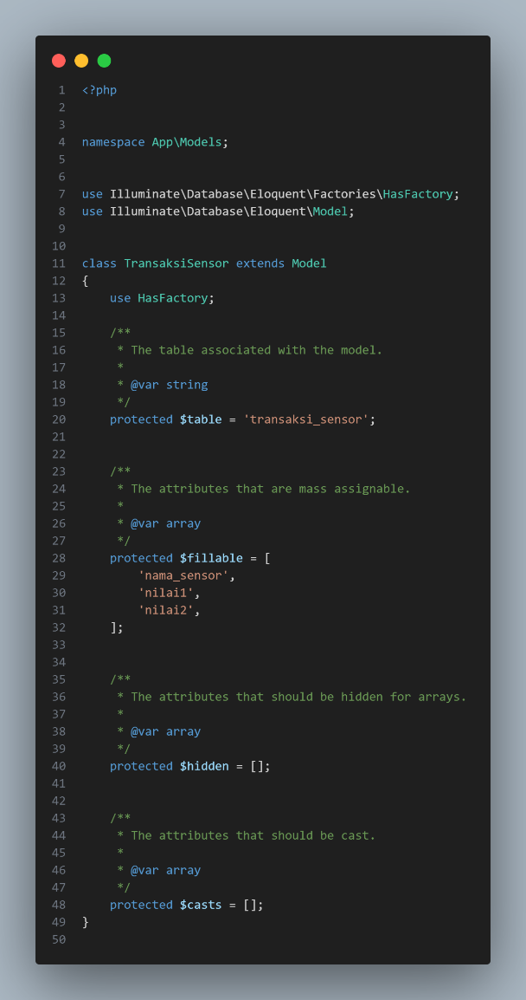 1 <?php
2
3
4 namespace App\Models;
5
6
7 use Illuminate\Database\Eloquent\Factories\HasFactory;
8 use Illuminate\Database\Eloquent\Model;
9
10
11 class TransaksiSensor extends Model
12 {
13     use HasFactory;
14
15     /**
16      * The table associated with the model.
17      *
18      * @var string
19      */
20     protected $table = 'transaksi_sensor';
21
22
23     /**
24      * The attributes that are mass assignable.
25      *
26      * @var array
27      */
28     protected $fillable = [
29         'nama_sensor',
30         'nilai1',
31         'nilai2',
32     ];
33
34
35     /**
36      * The attributes that should be hidden for arrays.
37      *
38      * @var array
39      */
40     protected $hidden = [];
41
42
43     /**
44      * The attributes that should be cast.
45      *
46      * @var array
47      */
48     protected $casts = [];
49 }
50